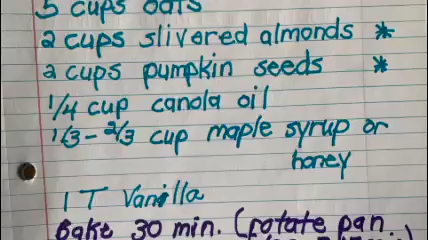 5 cups oats
2 cups slivered almonds *
2 cups pumpkin seeds *
1/4 cup canola oil
1/3 - 2/3 cup maple syrup or
honey
1 T Vanilla
Bake 30 min. (rotate pan